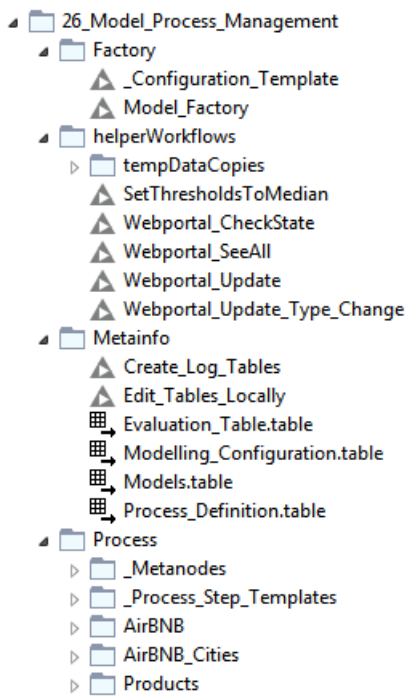 26_Model_Process_Management
Factory
_Configuration_Template
Model_Factory
helperWorkflows
tempDataCopies
SetThresholdsToMedian
Webportal_CheckState
Webportal_SeeAll
Webportal_Update
Webportal_Update_Type_Change
Metainfo
Create_Log_Tables
Edit_Tables_Locally
Evaluation_Table.table
Modelling_Configuration.table
Models.table
Process_Definition.table
Process
_Metanodes
_Process_Step_Templates
AirBNB
AirBNB_Cities
Products